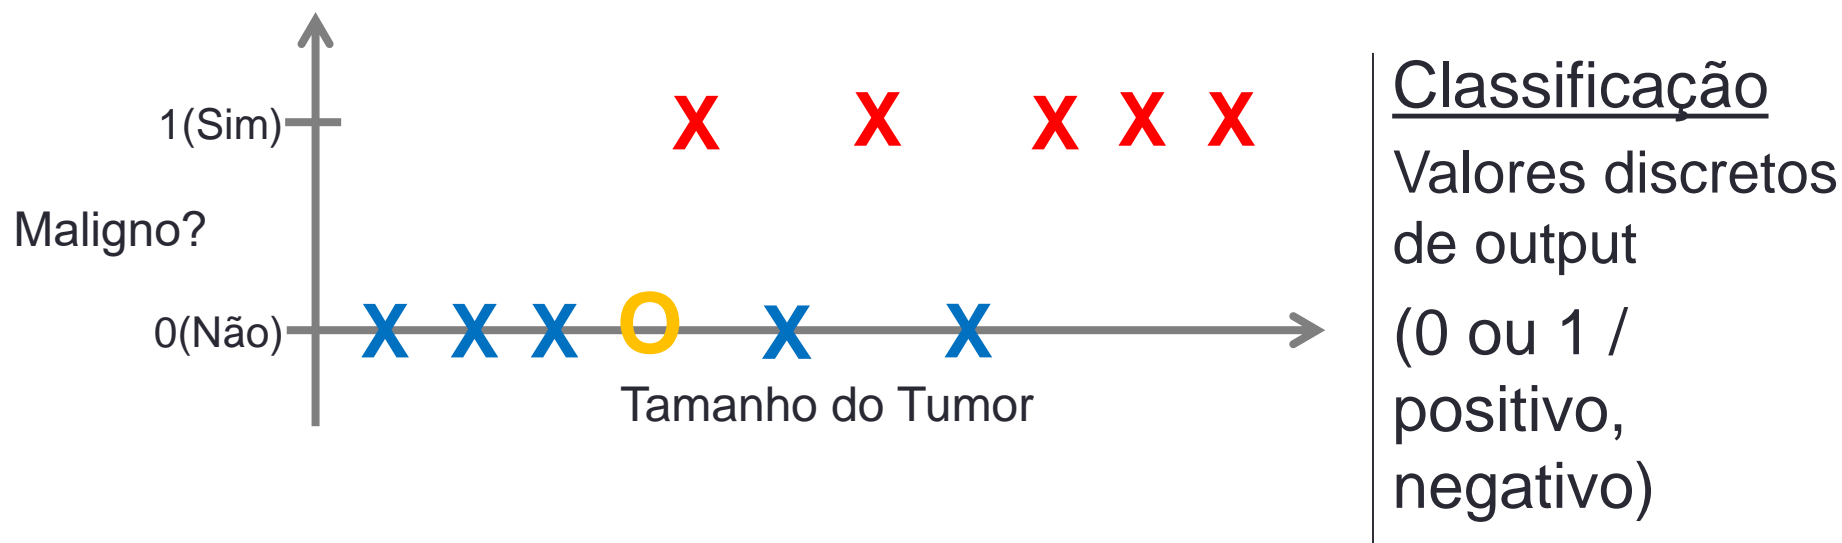 1(Sim)
X X X X X
Maligno?
0(Não)
X X X O X X
Tamanho do Tumor
Classificação
Valores discretos
de output
(0 ou 1 /
positivo,
negativo)